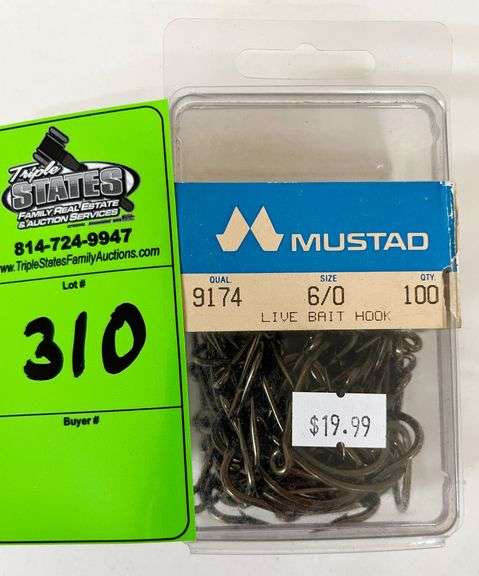 Triple
STATES
FAMILY REAL ESTATE
& AUCTION SERVICES
814-724-9947
www.TripleStatesFamilyAuctions.com
Lot #
310
Buyer #
MUSTAD
QUAL. SIZE QTY.
9174 6/0 100
LIVE BAIT HOOK
$19.99